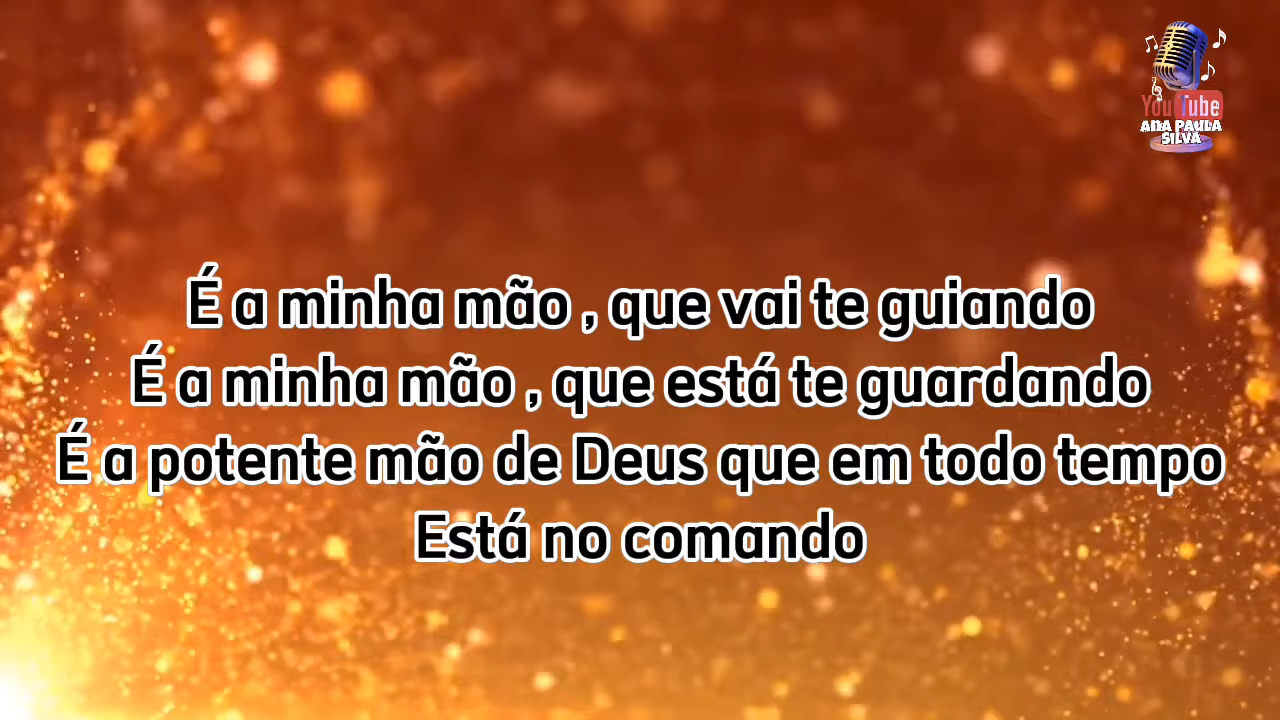 YouTube
ANA PAULA
SILVA
É a minha mão , que vai te guiando
É a minha mão , que está te guardando
É a potente mão de Deus que em todo tempo
Está no comando